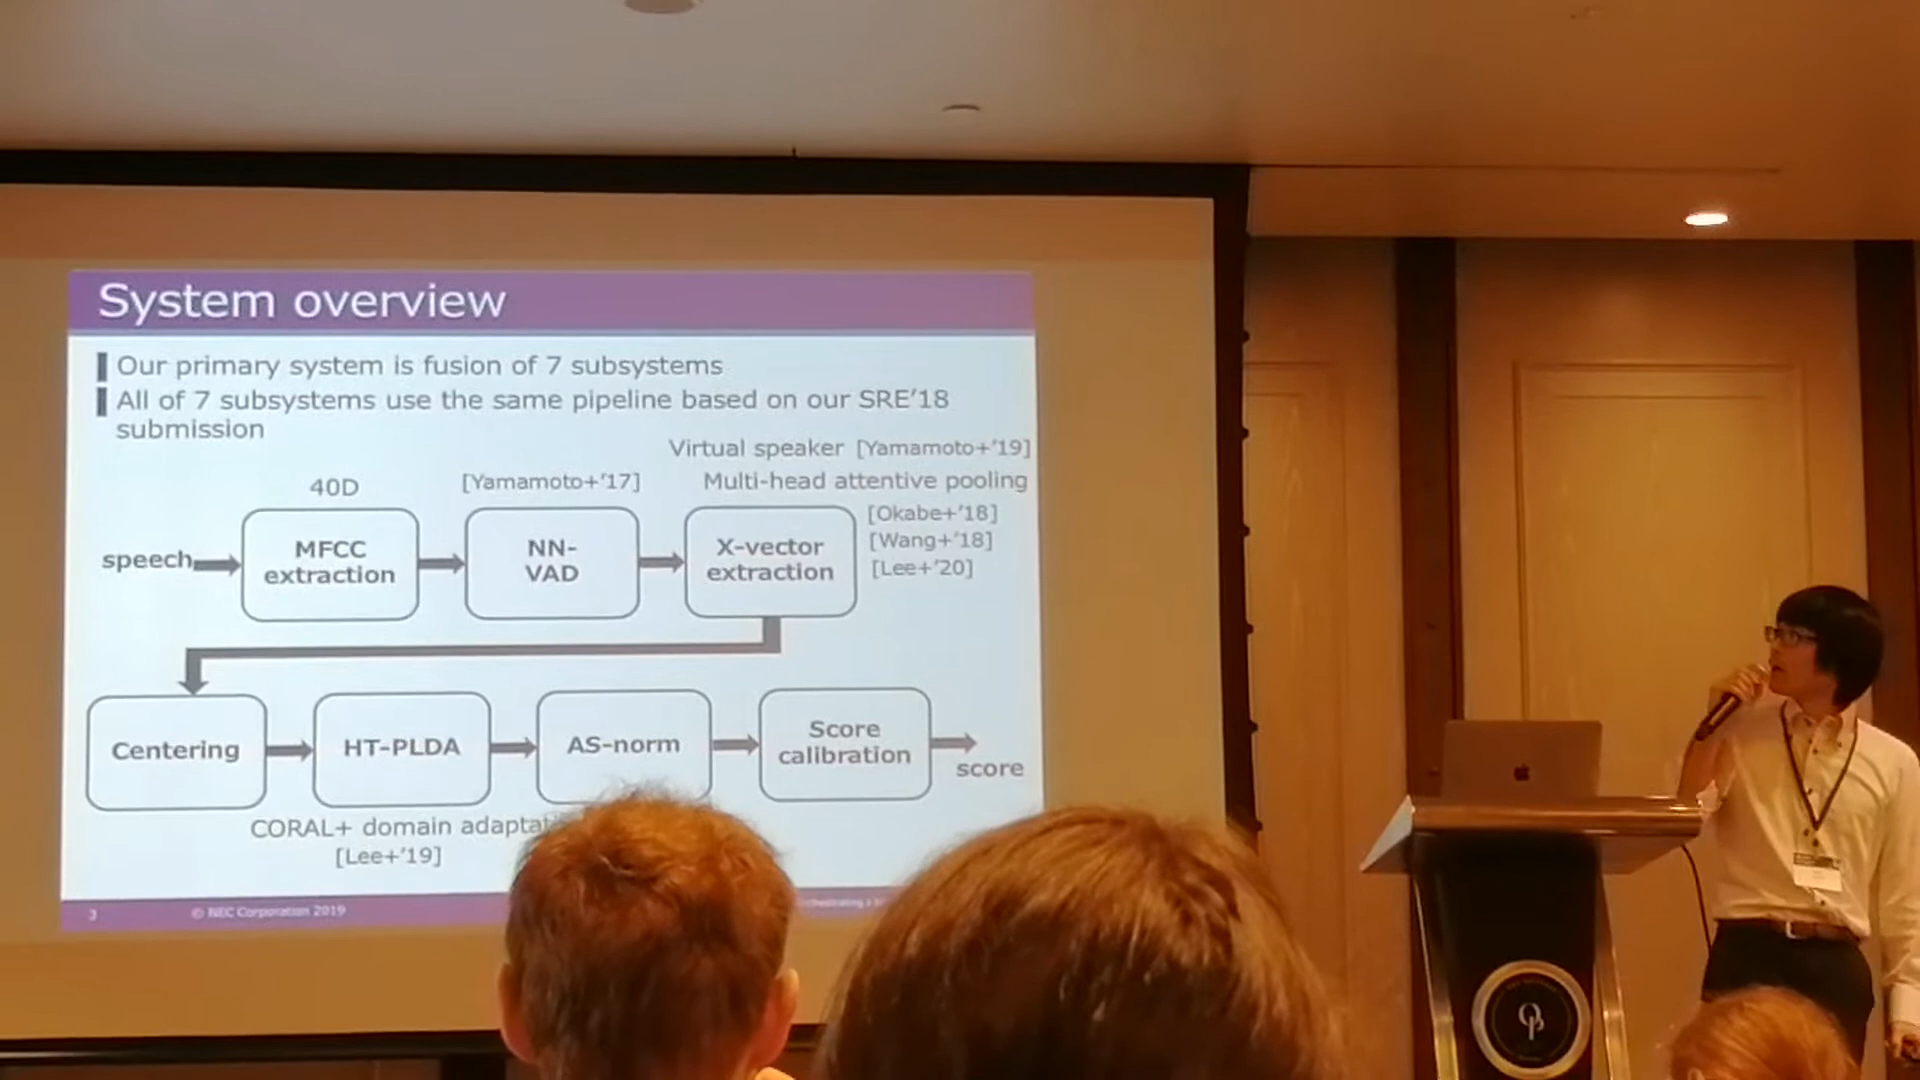 System overview
Our primary system is fusion of 7 subsystems
All of 7 subsystems use the same pipeline based on our SRE'18
submission
Virtual speaker [Yamamoto+'19]
40D
[Yamamoto+'17]
Multi-head attentive pooling
speech
MFCC
extraction
NN-
VAD
X-vector
extraction
[Okabe+'18]
[Wang+'18]
[Lee+'20]
Centering
HT-PLDA
AS-norm
Score
calibration
score
CORAL+ domain
[Lee+'19]
3
© NEC Corporation 2019